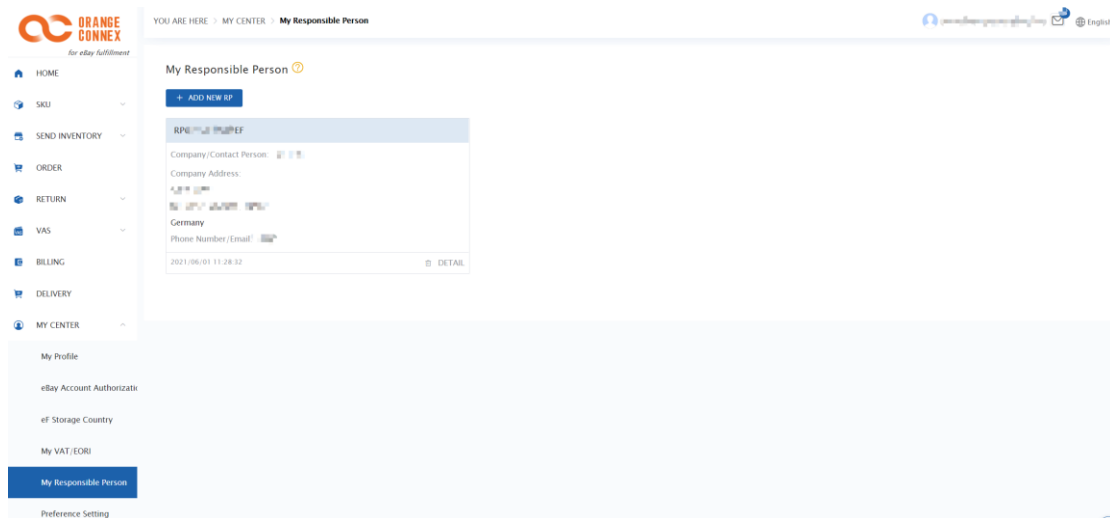 ORANGE
CONNEX
for eBay fulfillment
YOU ARE HERE > MY CENTER > My Responsible Person
English
HOME
SKU
SEND INVENTORY
ORDER
RETURN
VAS
BILLING
DELIVERY
MY CENTER
My Profile
eBay Account Authorizatio
eF Storage Country
My VAT/EORI
My Responsible Person
Preference Setting
My Responsible Person ?
+ ADD NEW RP
Company/Contact Person:
Company Address:
Germany
Phone Number/Email:
2021/06/01 11:28:32
DETAIL